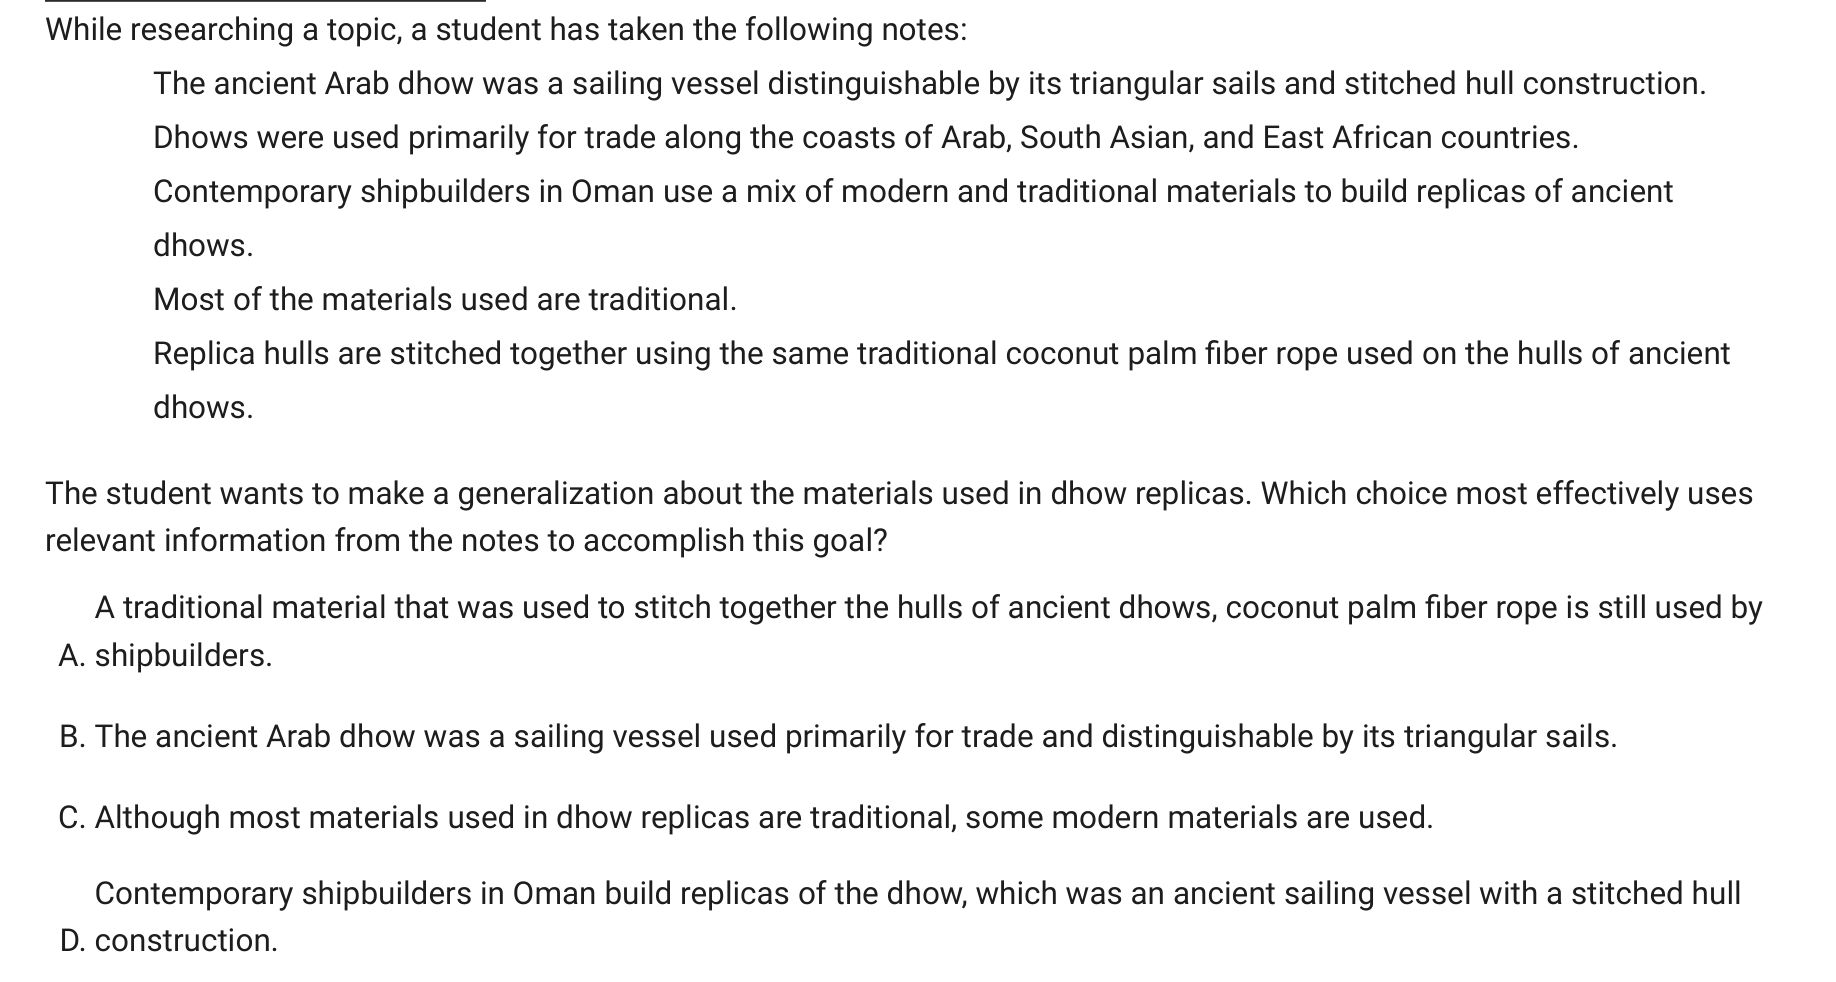 While researching a topic, a student has taken the following notes:
The ancient Arab dhow was a sailing vessel distinguishable by its triangular sails and stitched hull construction.
Dhows were used primarily for trade along the coasts of Arab, South Asian, and East African countries.
Contemporary shipbuilders in Oman use a mix of modern and traditional materials to build replicas of ancient
dhows.
Most of the materials used are traditional.
Replica hulls are stitched together using the same traditional coconut palm fiber rope used on the hulls of ancient
dhows.
The student wants to make a generalization about the materials used in dhow replicas. Which choice most effectively uses
relevant information from the notes to accomplish this goal?
A traditional material that was used to stitch together the hulls of ancient dhows, coconut palm fiber rope is still used by
A. shipbuilders.
B. The ancient Arab dhow was a sailing vessel used primarily for trade and distinguishable by its triangular sails.
C. Although most materials used in dhow replicas are traditional, some modern materials are used.
Contemporary shipbuilders in Oman build replicas of the dhow, which was an ancient sailing vessel with a stitched hull
D. construction.